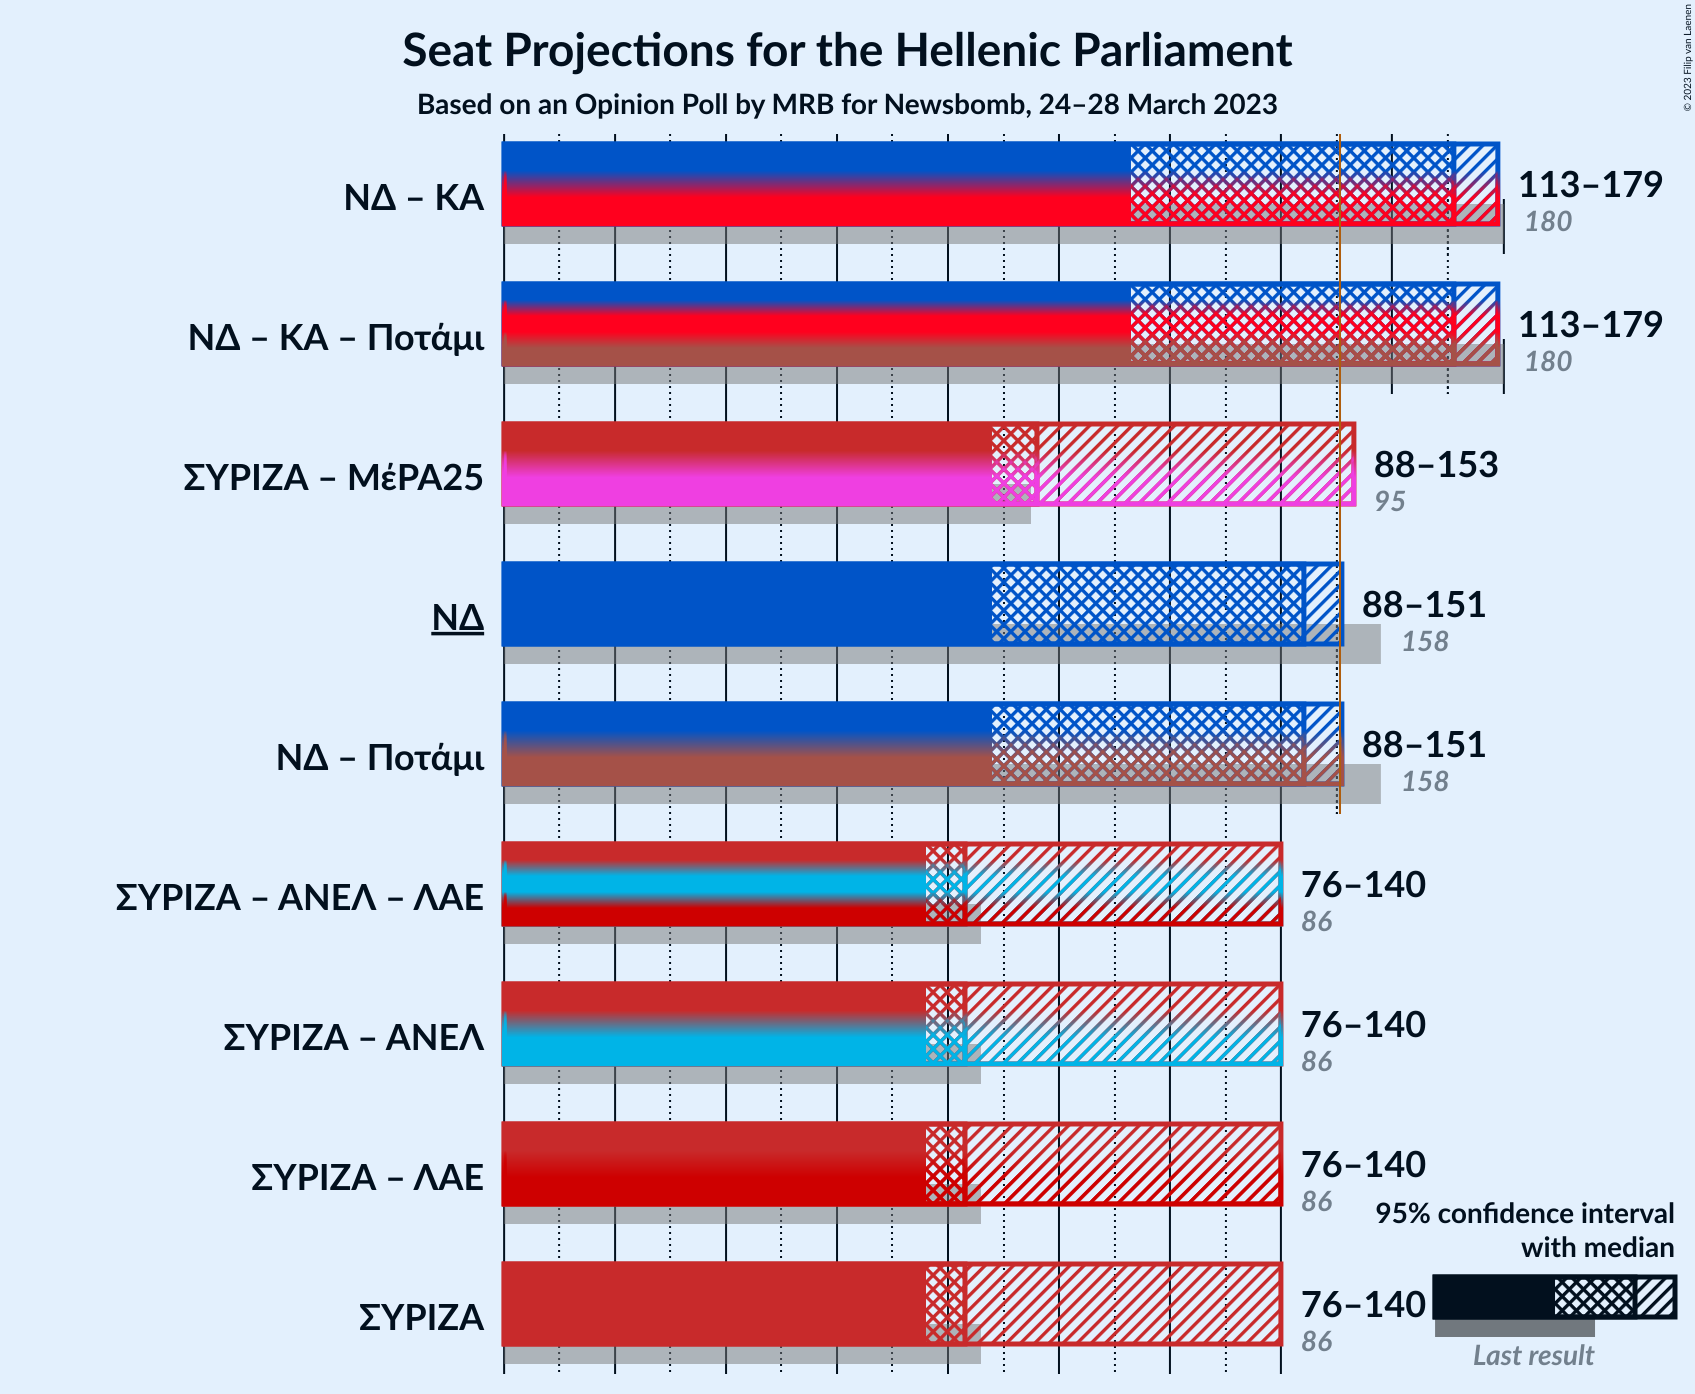 Seat Projections for the Hellenic Parliament
Based on an Opinion Poll by MRB for Newsbomb, 24–28 March 2023
© 2023 Filip van Laenen
ΝΔ – ΚΑ
113–179
180
ΝΔ – ΚΑ – Ποτάμι
113–179
180
ΣΥΡΙΖΑ – ΜέΡΑ25
88–153
95
ΝΔ
88–151
158
ΝΔ – Ποτάμι
88–151
158
ΣΥΡΙΖΑ – ΑΝΕΛ – ΛΑΕ
76–140
86
ΣΥΡΙΖΑ – ΑΝΕΛ
76–140
86
ΣΥΡΙΖΑ – ΛΑΕ
76–140
86
ΣΥΡΙΖΑ
76–140
86
95% confidence interval
with median
Last result